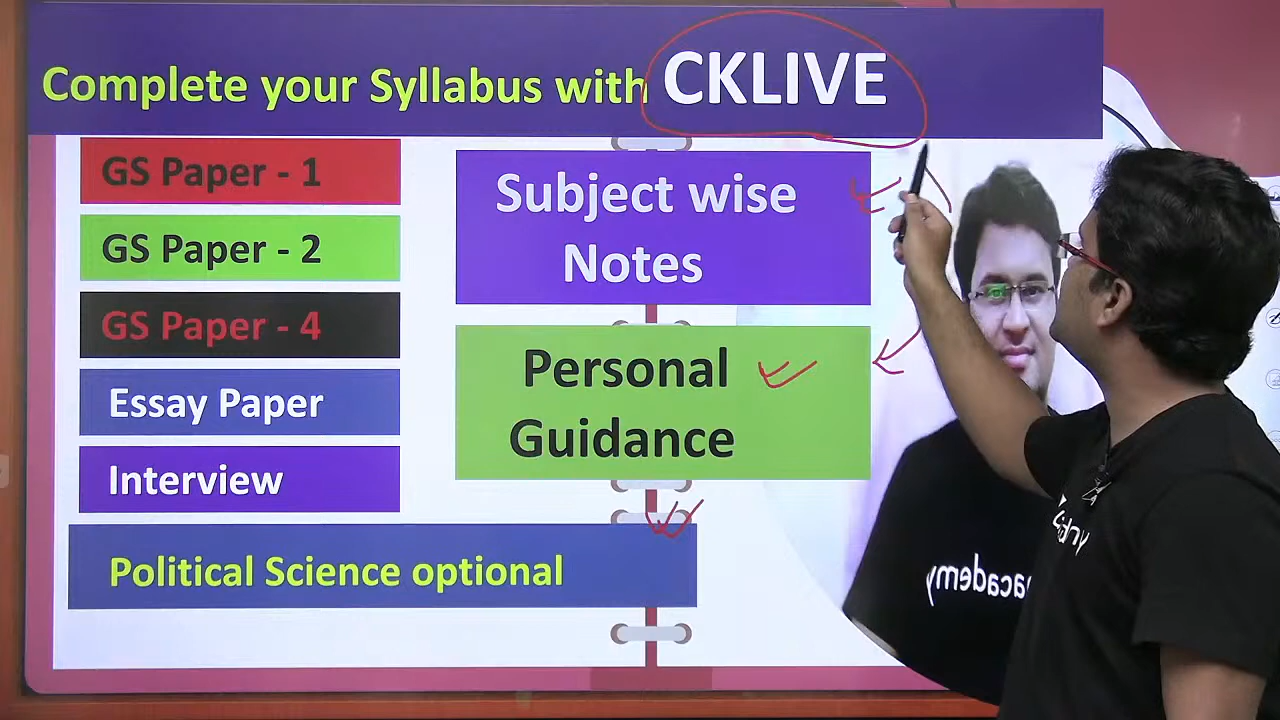 Complete your Syllabus with CKLIVE
GS Paper - 1
GS Paper - 2
GS Paper - 4
Essay Paper
Interview
Political Science optional
Subject wise
Notes
Personal
Guidance
academy